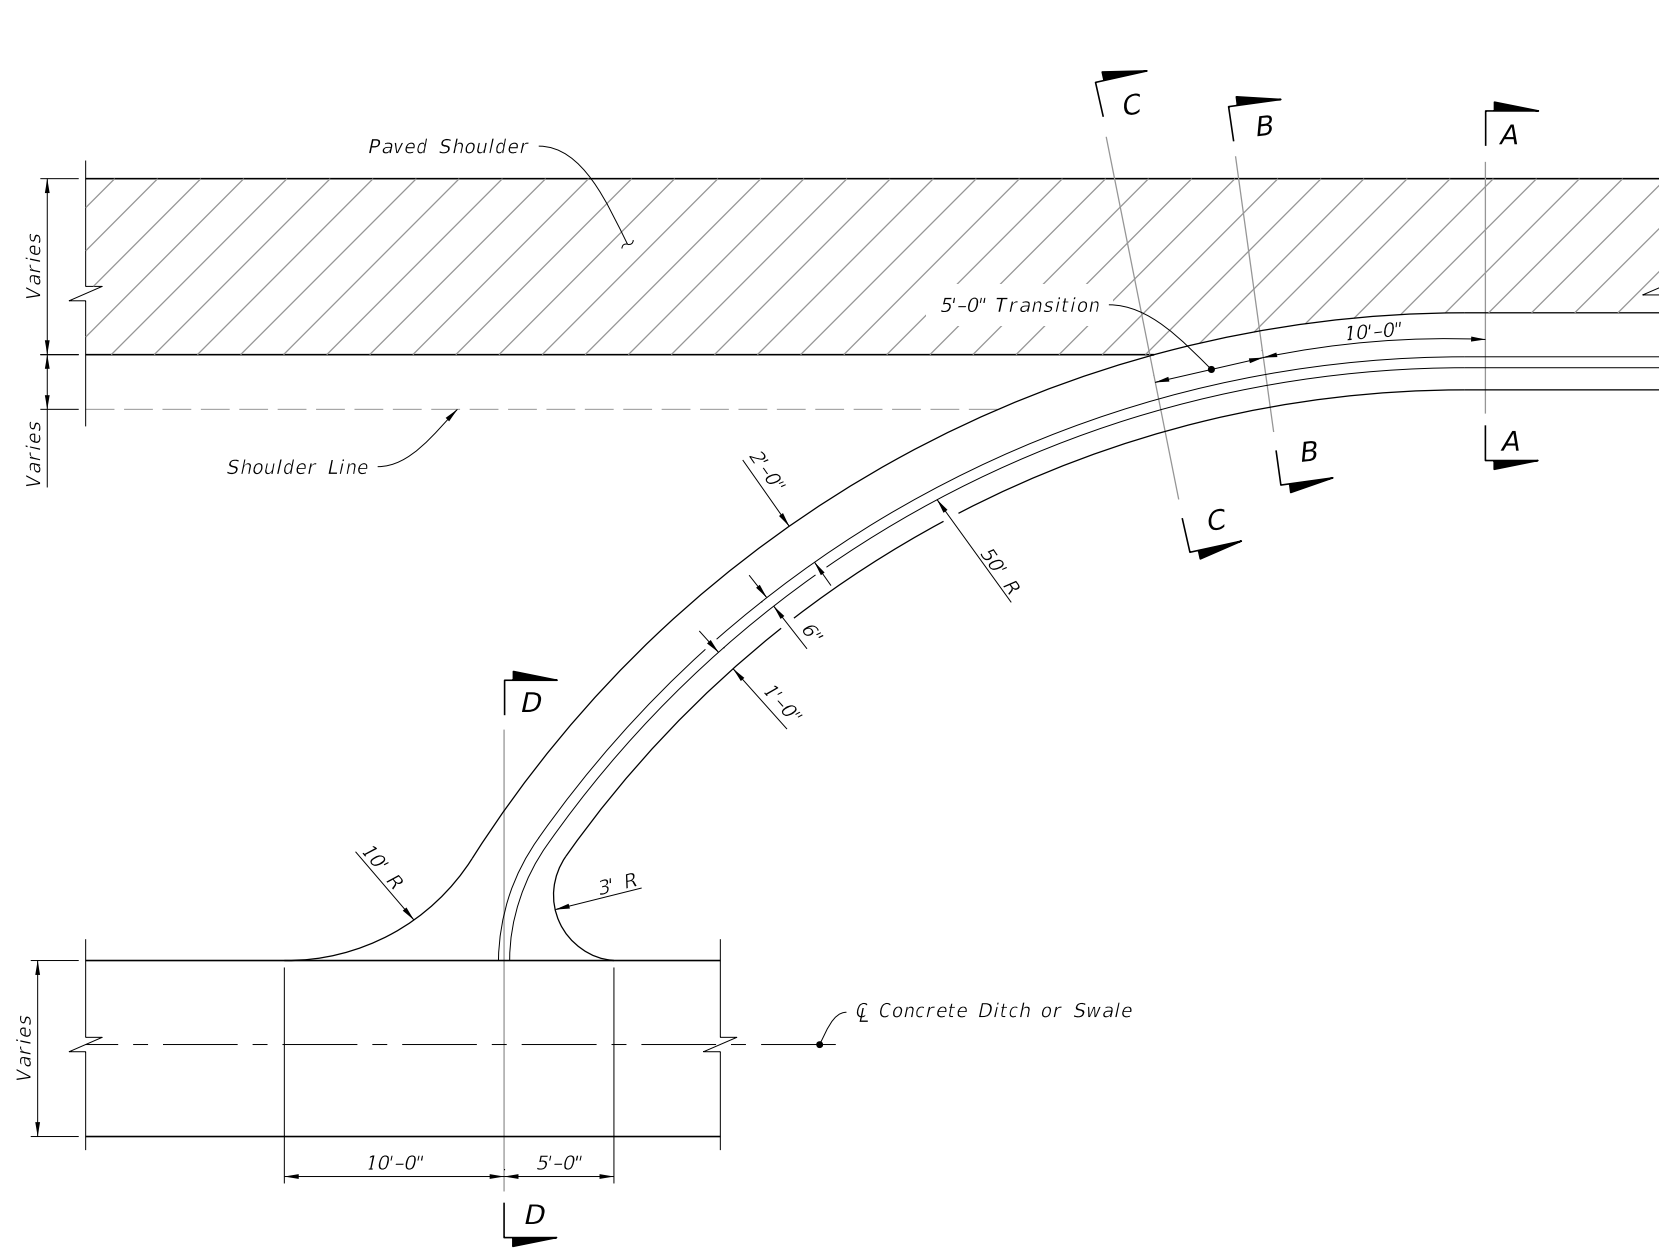 C
B
A
Paved Shoulder
Varies
5'-0" Transition
10'-0"
Varies
Shoulder Line
A
B
C
2'-0"
50' R
6"
1'-0"
D
10' R
3' R
℄ Concrete Ditch or Swale
Varies
10'-0"
5'-0"
D